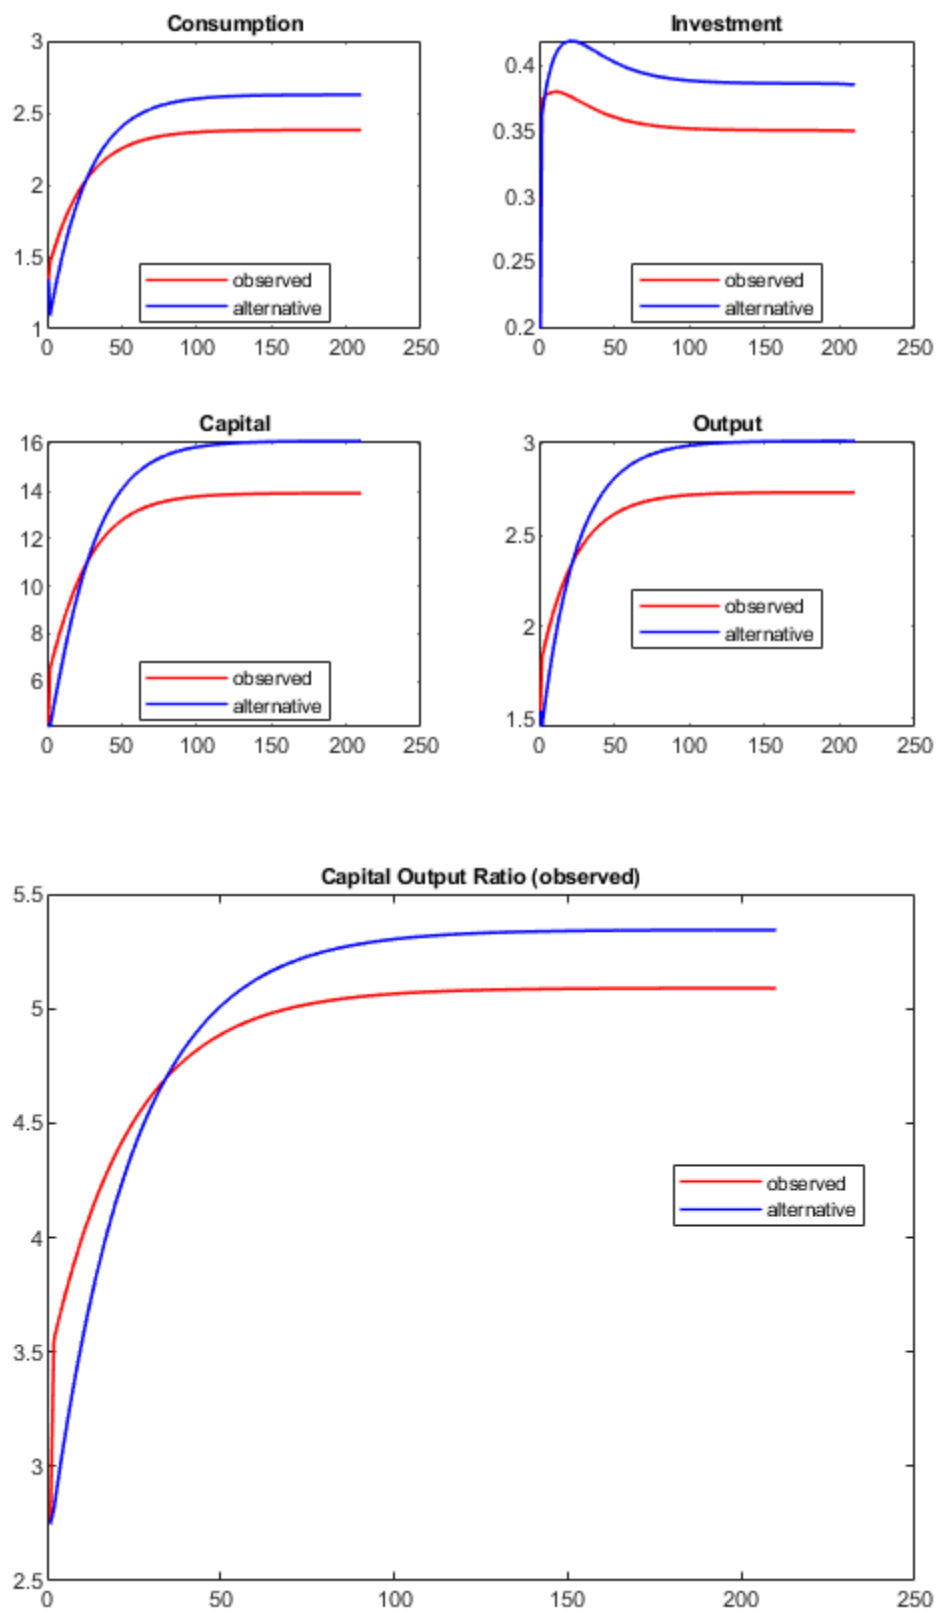 Consumption
Investment
3
2.5
2
1.5
1
0 50 100 150 200 250
observed
alternative
0.4
0.35
0.3
0.25
0.2
0 50 100 150 200 250
observed
alternative
Capital
Output
16
14
12
10
8
6
0 50 100 150 200 250
observed
alternative
3
2.5
2
1.5
0 50 100 150 200 250
observed
alternative
Capital Output Ratio (observed)
5.5
5
4.5
4
3.5
3
2.5
0 50 100 150 200 250
observed
alternative